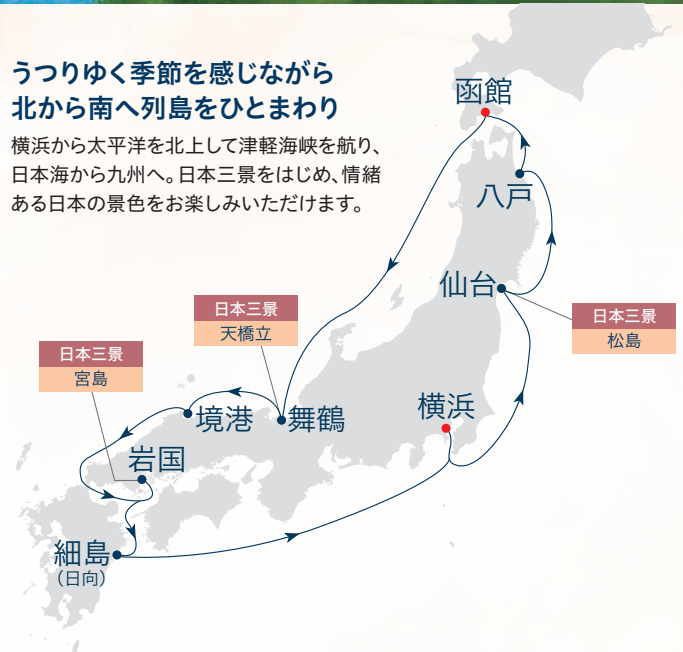 うつりゆく季節を感じながら
北から南へ列島をひとまわり
横浜から太平洋を北上して津軽海峡を航り、
日本海から九州へ。日本三景をはじめ、情緒
ある日本の景色をお楽しみいただけます。
函館
八戸
仙台
日本三景
松島
日本三景
天橋立
日本三景
宮島
横浜
境港
舞鶴
岩国
細島
（日向）